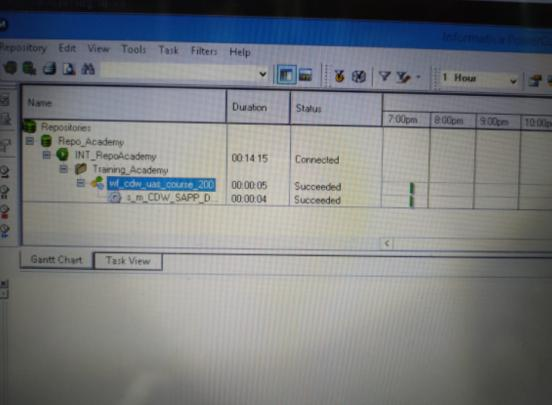 Informatica Power
Repository Edit View Tools Task Filters Help
1 Hour
Name Duration Status 7:00pm 8:00pm 9:00pm 10:00p
Repositories
Repo_Academy
INT_RepoAcademy 00:14:15 Connected
Training_Academy
wf_cdw_uas_course_200 00:00:05 Succeeded
s_m_CDW_SAPP_D... 00:00:04 Succeeded
Gantt Chart Task View